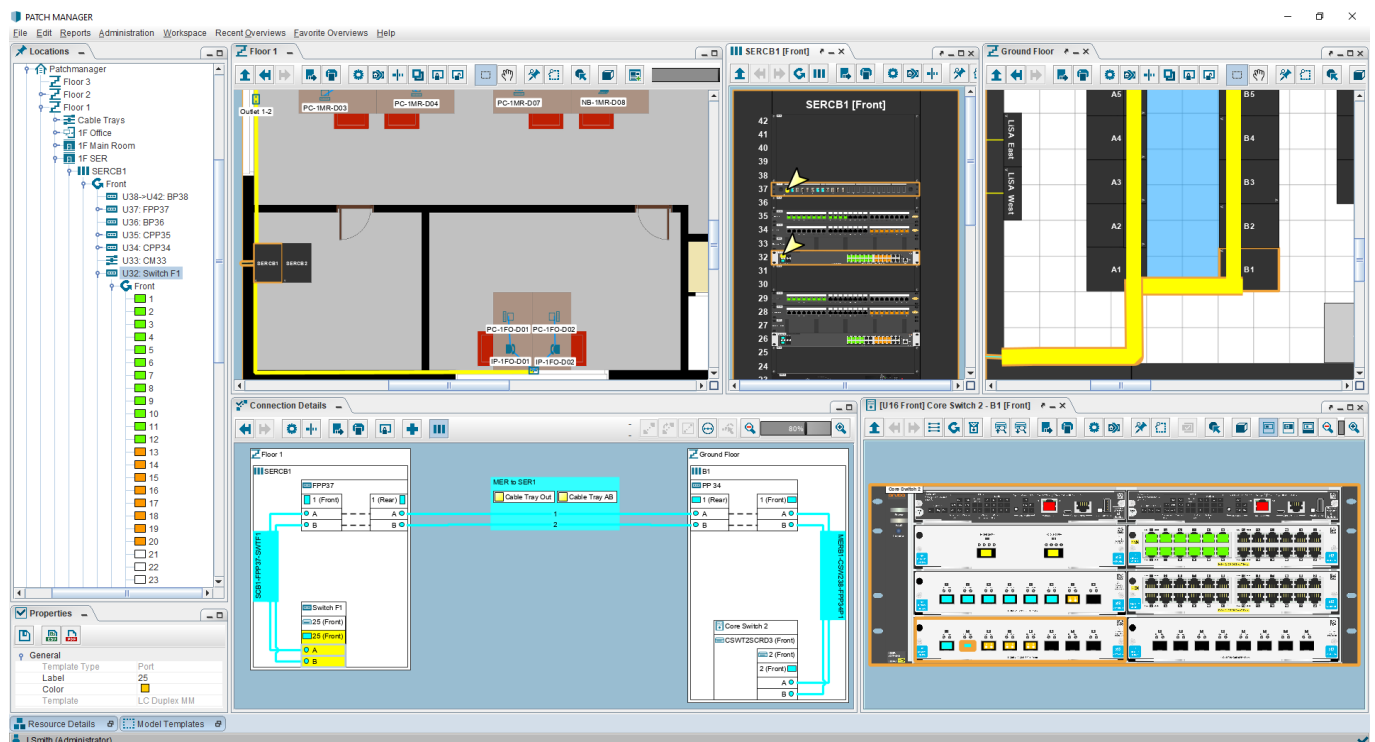 PATCH MANAGER
File Edit Reports Administration Workspace Recent Overviews Favorite Overviews Help
Locations
Patchmanager
Floor 3
Floor 2
Floor 1
Cable Trays
1F Office
1F Main Room
1F SER
SERCB1
Front
U38->U42: BP38
U37: FPP37
U36: BP36
U35: CPP35
U34: CPP34
U33: CM33
U32: Switch F1
Front
1
2
3
4
5
6
7
8
9
10
11
12
13
14
15
16
17
18
19
20
21
22
23
Properties
General
Template Type Port
Label 25
Color
Template LC Duplex MM
Resource Details
Model Templates
Floor 1
Outlet 1-2
PC-1MR-D03
PC-1MR-D04
PC-1MR-D07
NB-1MR-D08
SERCB1
SERCB2
PC-1FO-D01
PC-1FO-D02
IP-1FO-D01
IP-1FO-D02
SERCB1 [Front]
SERCB1 [Front]
42
41
40
39
38
37
36
35
34
33
32
31
30
29
28
27
26
25
24
Ground Floor
A5
B5
LiSA East
A4
B4
LiSA West
A3
B3
A2
B2
A1
B1
Connection Details
80%
Floor 1
SERCB1
FPP37
1 (Front)
1 (Rear)
A
A
B
B
SCB1-FPP37-SWTF1
Switch F1
25 (Front)
25 (Front)
A
B
MER to SER1
Cable Tray Out
Cable Tray AB
1
2
Ground Floor
B1
PP 34
1 (Rear)
1 (Front)
A
A
B
B
Core Switch 2
CSWT2SCRD3 (Front)
2 (Front)
2 (Front)
A
B
[U16 Front] Core Switch 2 - B1 [Front]
Core Switch 2